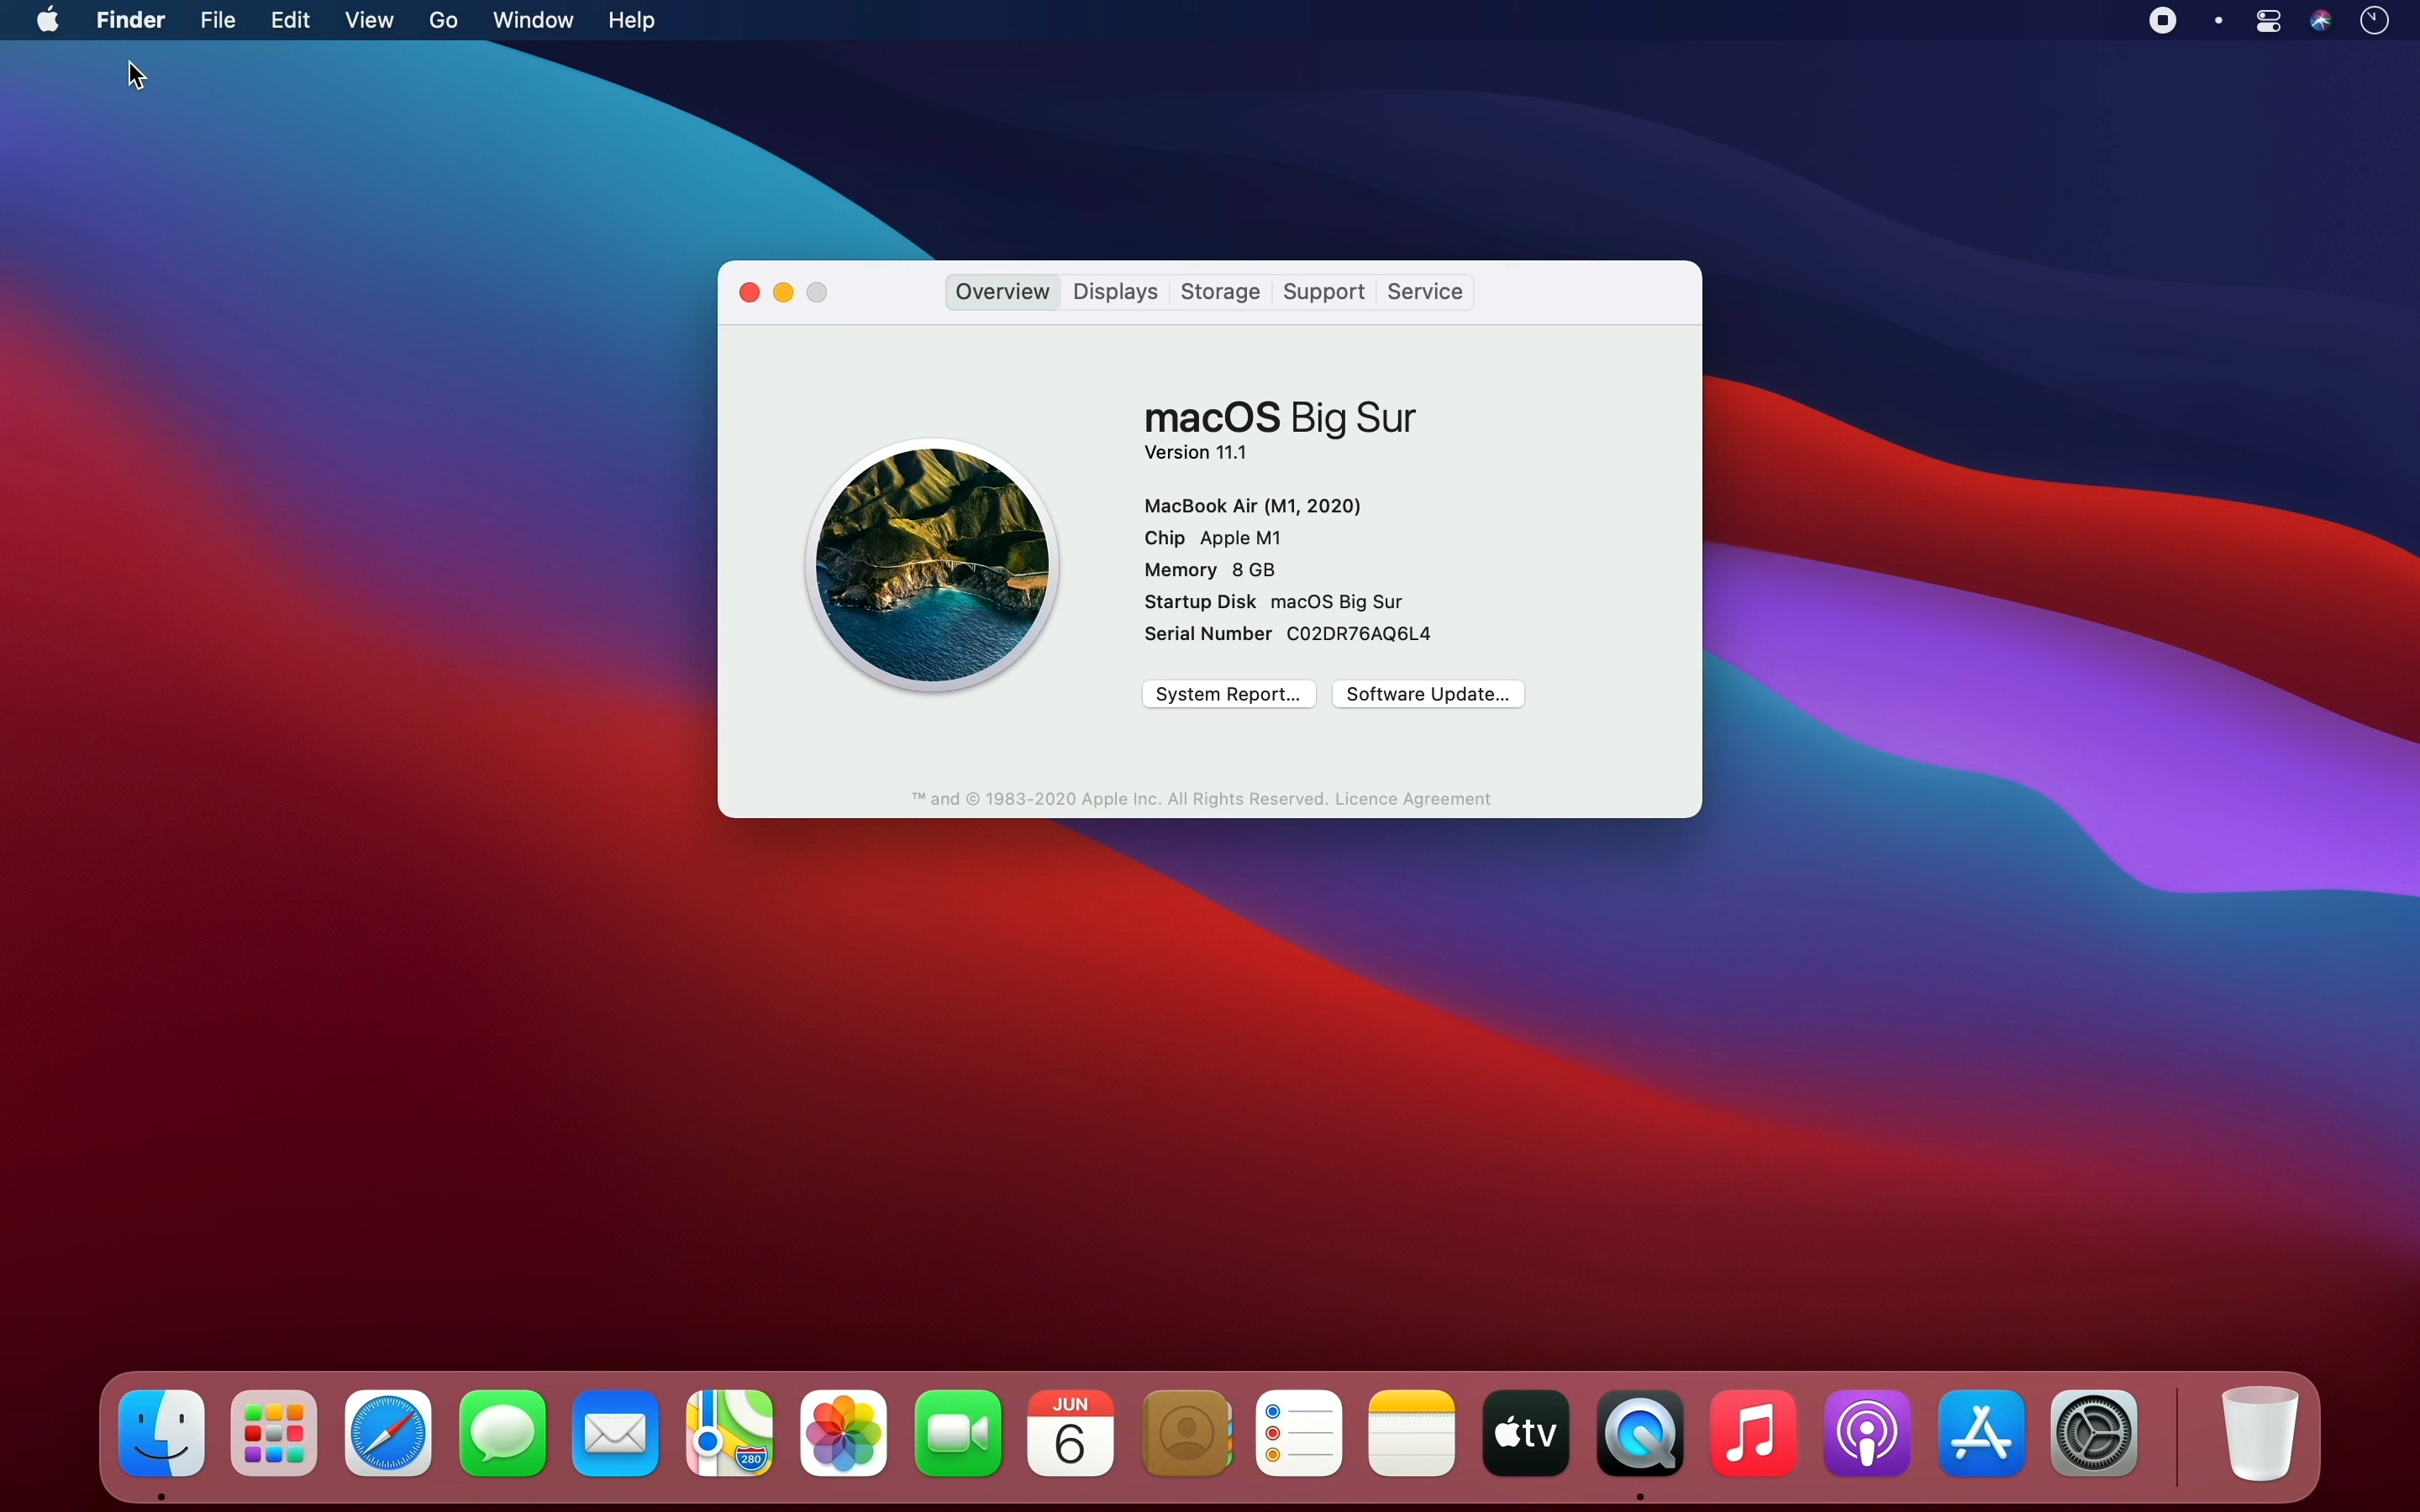 Finder File Edit View Go Window Help
Overview Displays Storage Support Service
macOS Big Sur
Version 11.1
MacBook Air (M1, 2020)
Chip Apple M1
Memory 8 GB
Startup Disk macOS Big Sur
Serial Number C02DR76AQ6L4
System Report... Software Update...
™ and © 1983-2020 Apple Inc. All Rights Reserved. Licence Agreement
JUN
6
280
tv